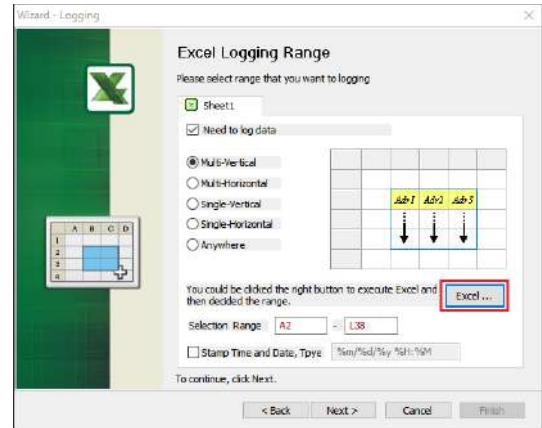 Wizard - Logging
Excel Logging Range
Please select range that you want to logging
Sheet1
Need to log data
Multi-Vertical
Multi-Horizontal
Single-Vertical
Single-Horizontal
Anywhere
Adr1 Adr2 Adr3
A B C D
1
2
3
4
You could be clicked the right button to execute Excel and
then decided the range.
Excel ...
Selection Range A2 - L38
Stamp Time and Date, Tpye %m/%d/%y %H:%M
To continue, click Next.
< Back Next > Cancel Finish